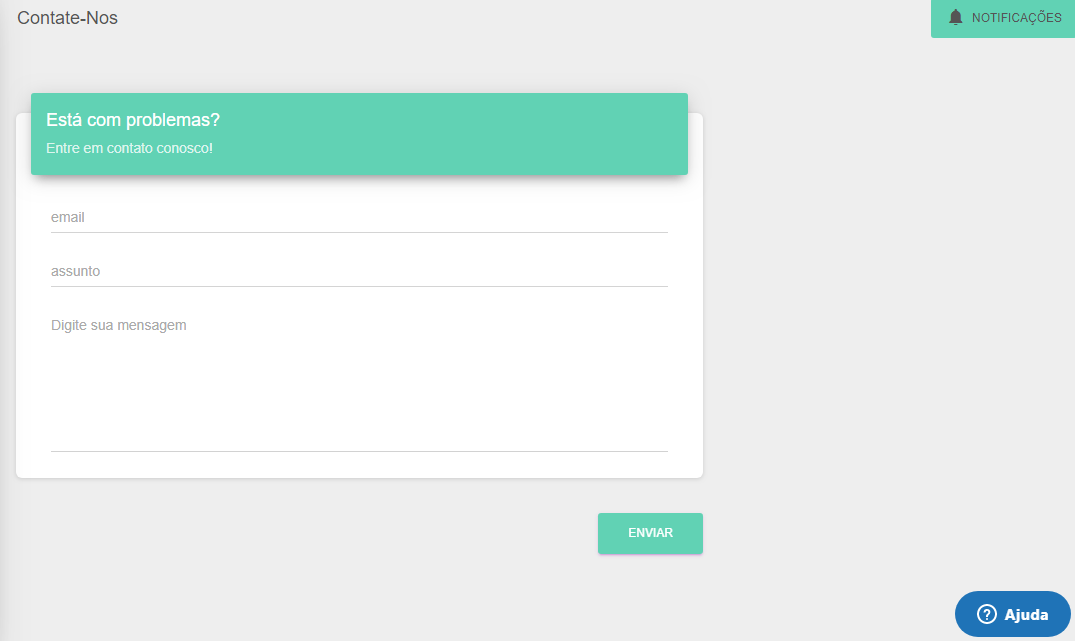 Contate-Nos
NOTIFICAÇÕES
Está com problemas?
Entre em contato conosco!
email
assunto
Digite sua mensagem
ENVIAR
Ajuda